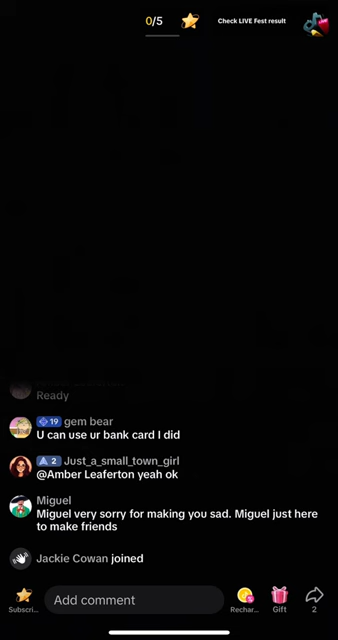 0/5
Check LIVE Fest result
Ready
19 gem bear
U can use ur bank card I did
2 Just_a_small_town_girl
@Amber Leaferton yeah ok
Miguel
Miguel very sorry for making you sad. Miguel just here
to make friends
Jackie Cowan joined
Add comment
Subscri...
Rechar...
Gift
2